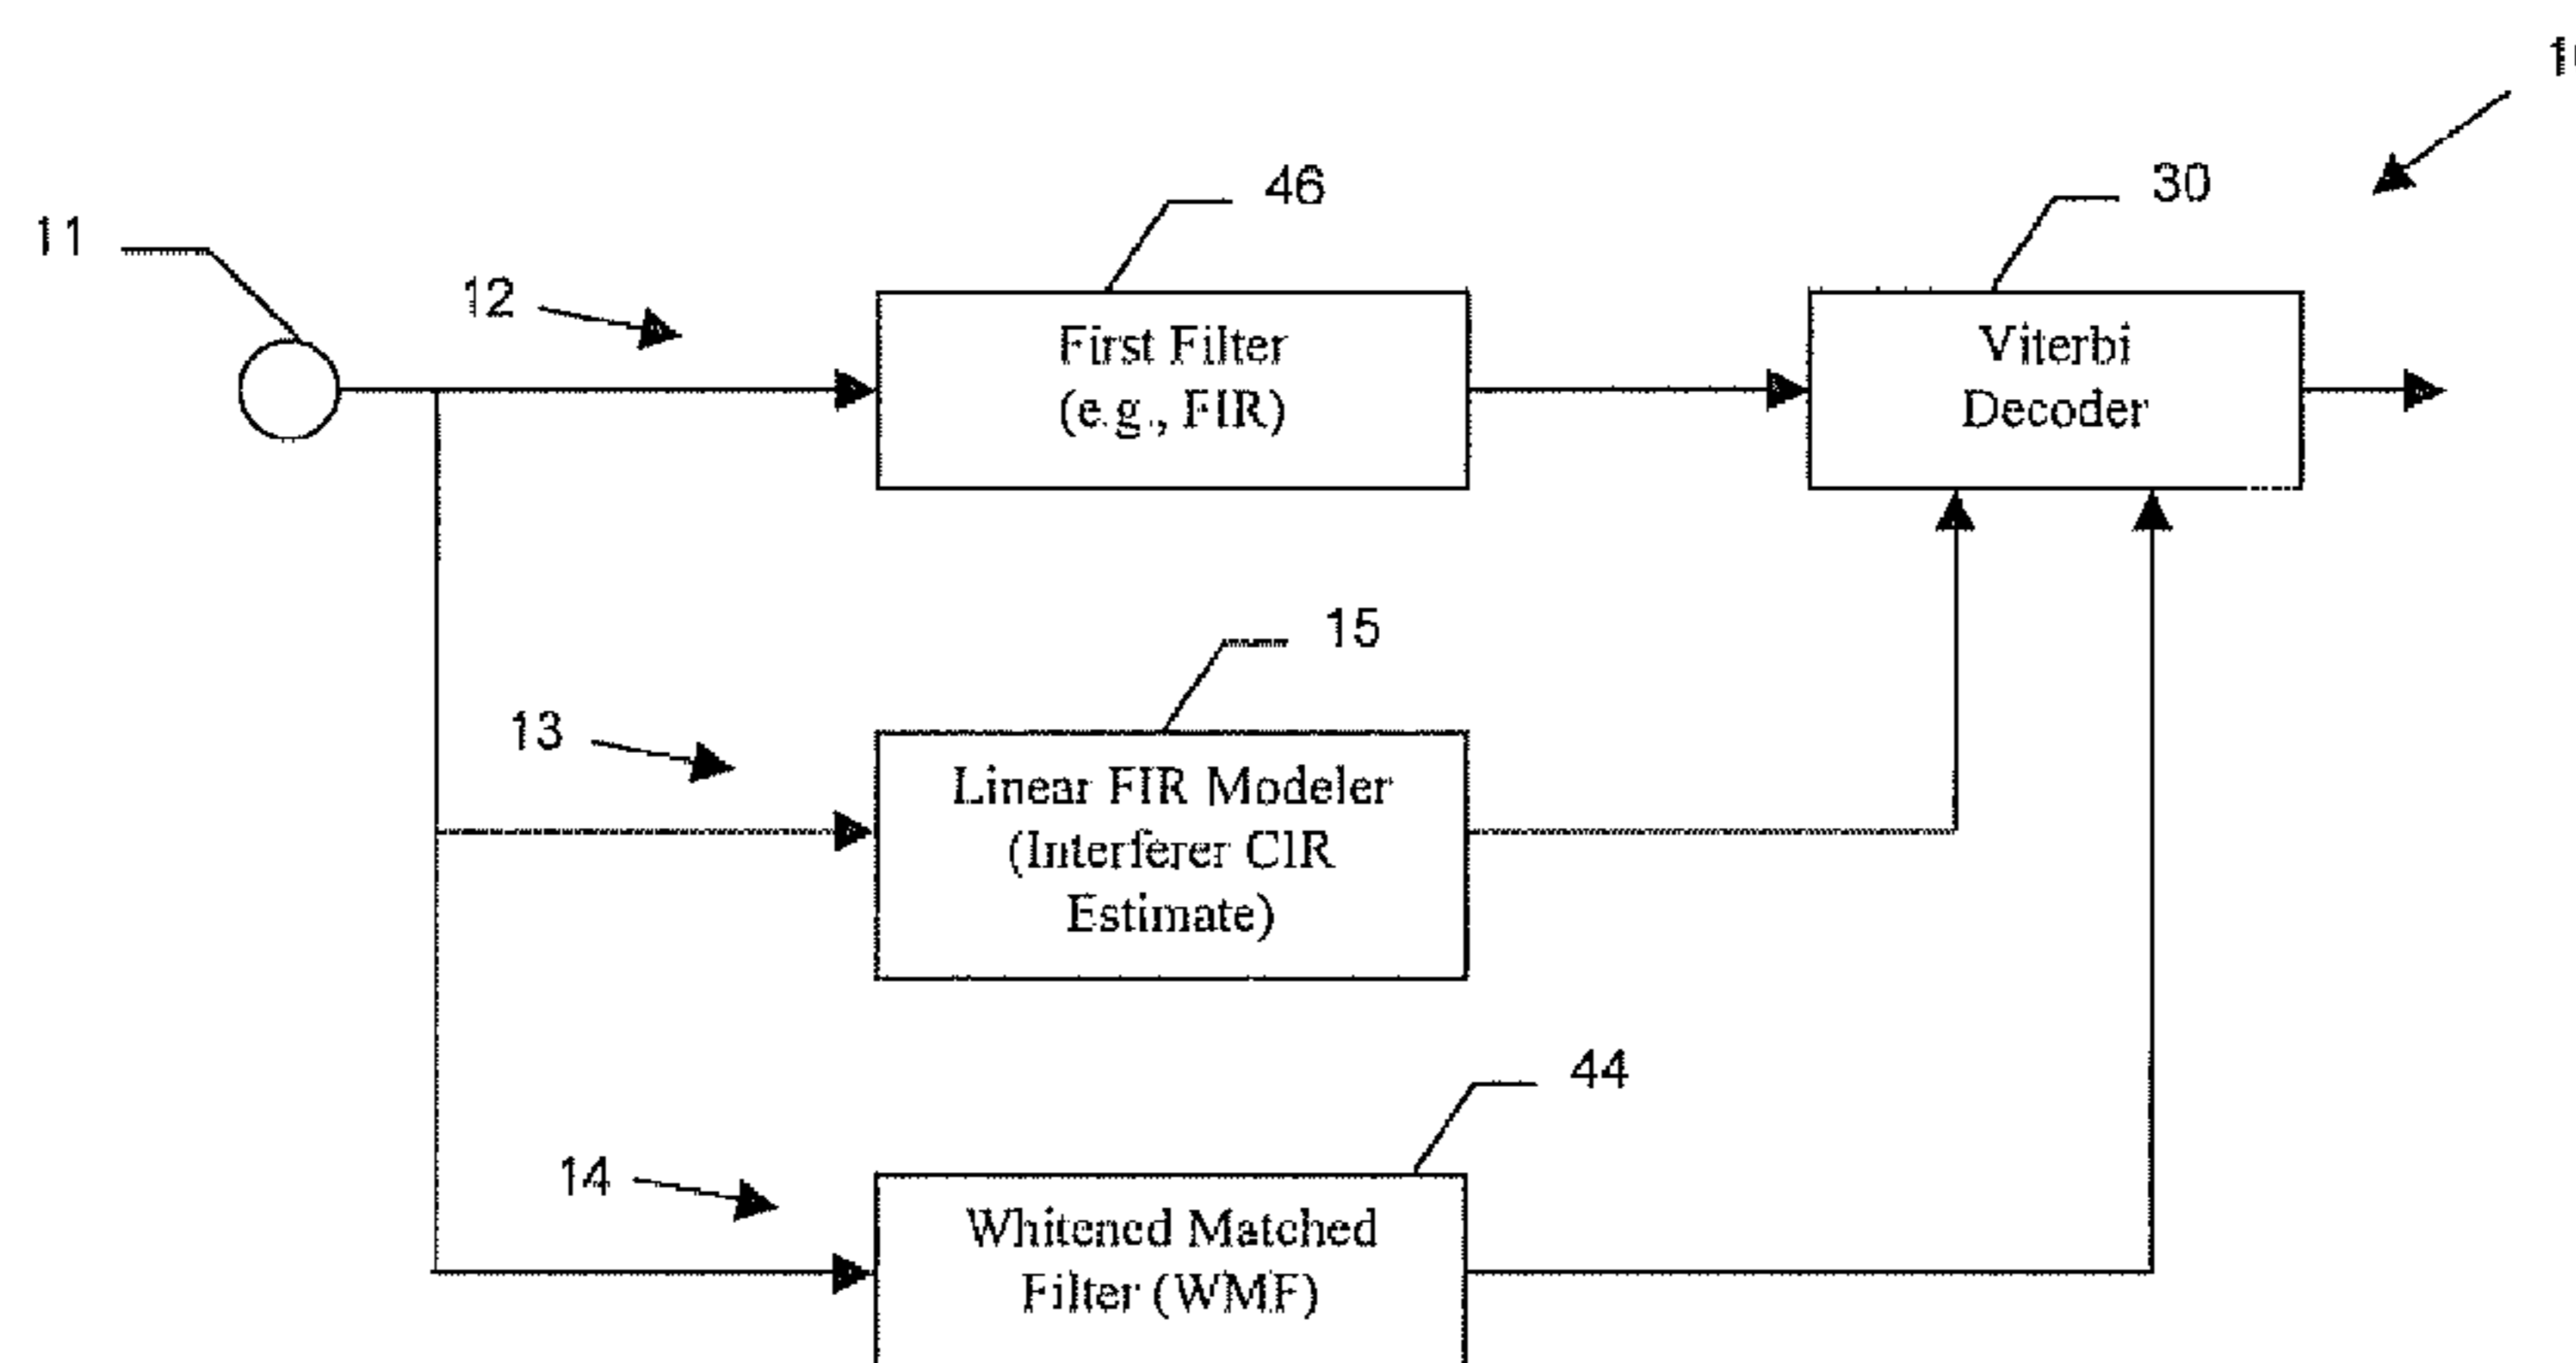 46
30
11
12
First Filter
(e.g., FIR)
Viterbi
Decoder
15
13
Linear FIR Modeler
(Interferer CIR
Estimate)
44
14
Whitened Matched
Filter (WMF)